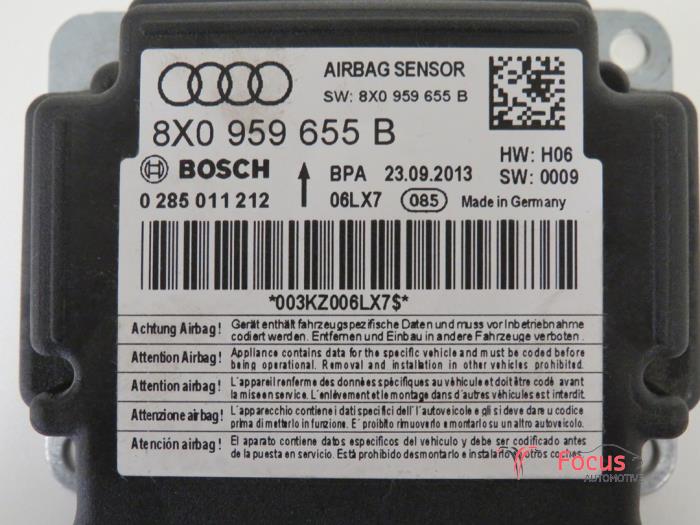 AIRBAG SENSOR
SW: 8X0 959 655 B
8X0 959 655 B
BOSCH
BPA 23.09.2013
HW: H06
SW: 0009
0 285 011 212
06LX7 085 Made in Germany
*003KZ006LX7$*
Achtung Airbag! Gerät enthält fahrzeugspezifische Daten und muss vor Inbetriebnahme
codiert werden. Entfernen und Einbau in andere Fahrzeuge verboten.
Attention Airbag! Appliance contains data for the specific vehicle and must be coded before
being operational. Removal and installation in other vehicles prohibited.
Attention airbag! L'appareil renferme des données spécifiques au véhicule et doit être codé avant
la mise en service. L'enlèvement et le montage dans d'autres véhicules est interdit.
Attenzione airbag! L'apparecchio contiene i dati specifici dell'autoveicolo e gli si deve dare u codice
prima di metterlo in funzione. E' proibito rimuoverlo e montarlo su un altro autoveicolo.
Atención airbag! El aparato contiene datos especificos del vehículo y debe ser codificado antes
de la puesta en servicio. Está prohibido desmontarlo e instalarlo en otros coches.
Focus
AUTOMOTIVE